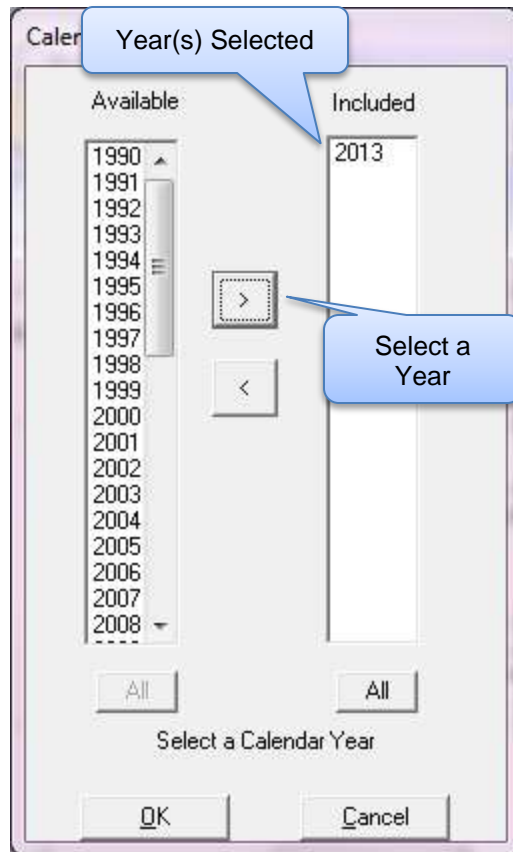 Year(s) Selected
Available
Included
1990
1991
1992
1993
1994
1995
1996
1997
1998
1999
2000
2001
2002
2003
2004
2005
2006
2007
2008
2013
>
Select a
Year
<
All
All
Select a Calendar Year
OK
Cancel